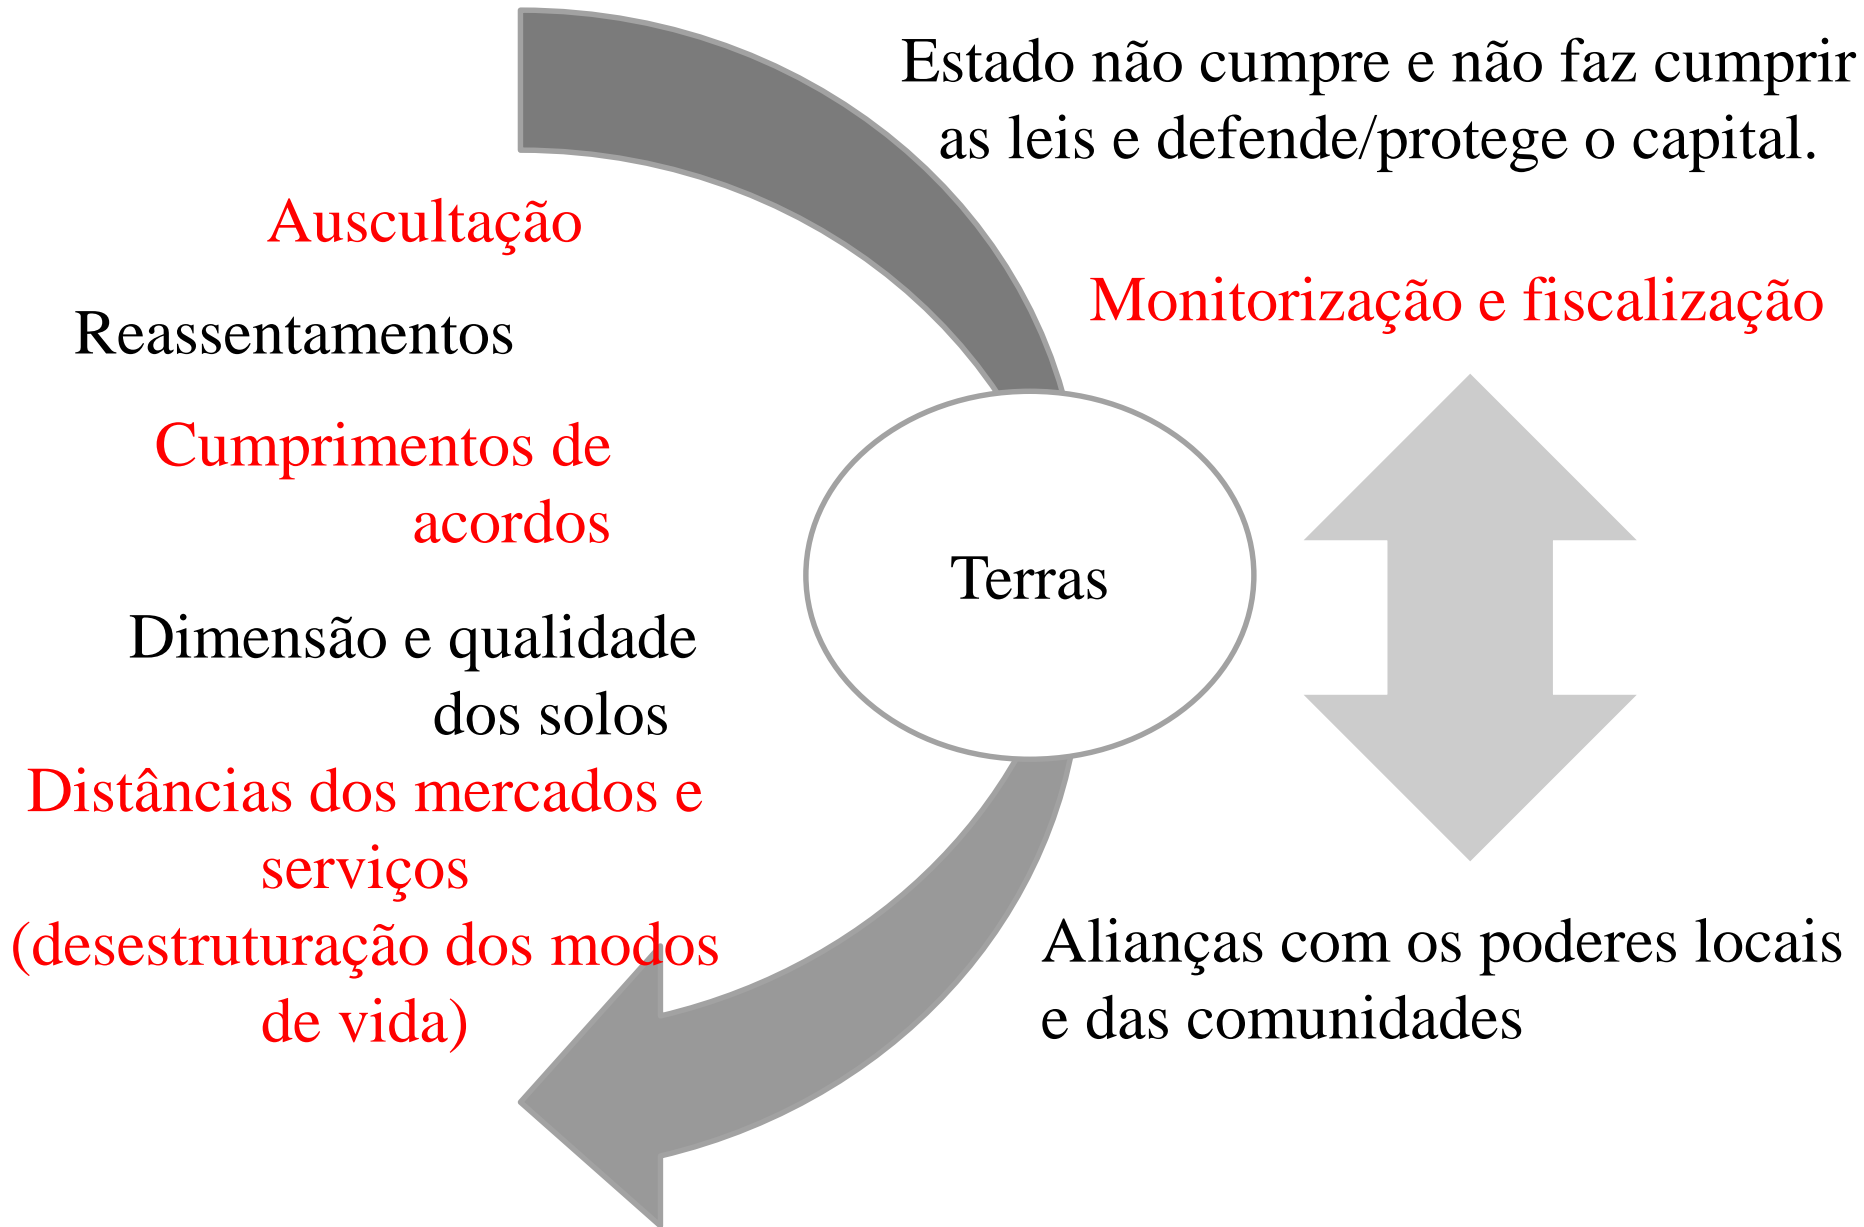 Estado não cumpre e não faz cumprir
as leis e defende/protege o capital.
Auscultação
Monitorização e fiscalização
Reassentamentos
Cumprimentos de
acordos
Terras
Dimensão e qualidade
dos solos
Distâncias dos mercados e
serviços
(desestruturação dos modos
de vida)
Alianças com os poderes locais
e das comunidades